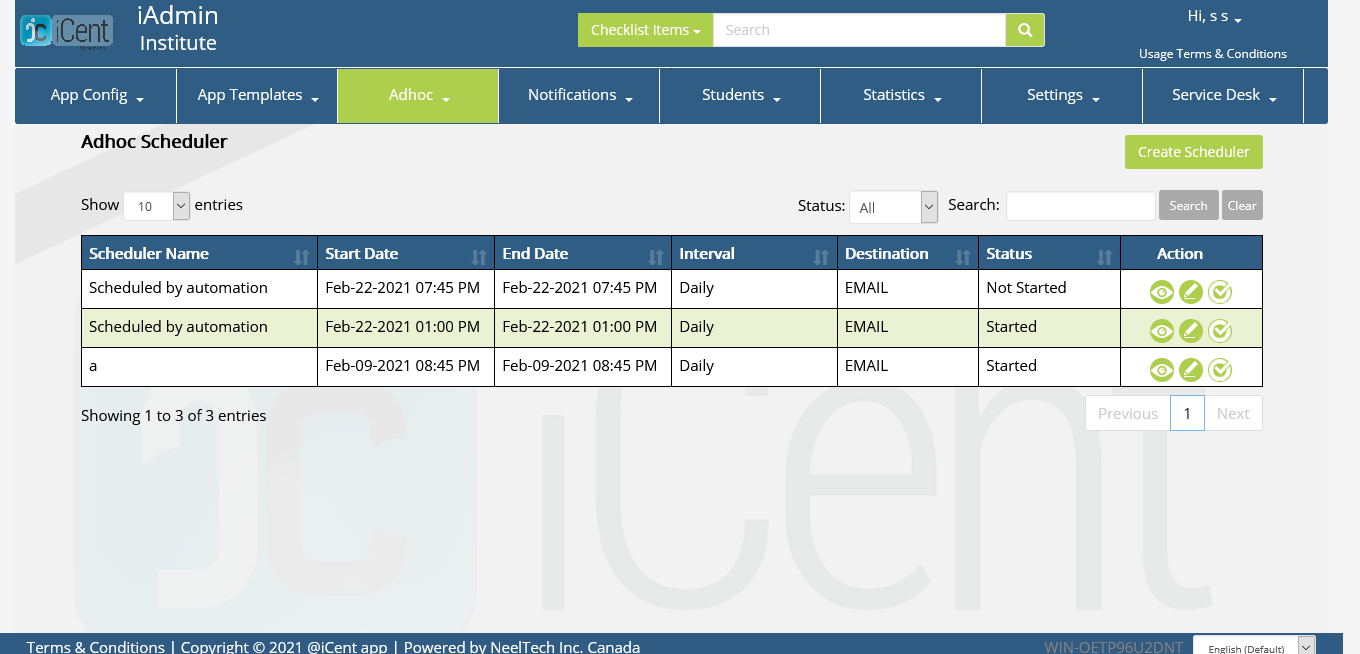 iCent
iAdmin
Institute
Checklist Items
Search
Hi, s s
Usage Terms & Conditions
App Config
App Templates
Adhoc
Notifications
Students
Statistics
Settings
Service Desk
Adhoc Scheduler
Create Scheduler
Show 10 entries
Status: All Search: Search Clear
Scheduler Name Start Date End Date Interval Destination Status Action
Scheduled by automation Feb-22-2021 07:45 PM Feb-22-2021 07:45 PM Daily EMAIL Not Started
Scheduled by automation Feb-22-2021 01:00 PM Feb-22-2021 01:00 PM Daily EMAIL Started
a Feb-09-2021 08:45 PM Feb-09-2021 08:45 PM Daily EMAIL Started
Showing 1 to 3 of 3 entries
Previous 1 Next
iCent
Terms & Conditions | Copyright © 2021 @iCent app | Powered by NeelTech Inc. Canada
WIN-OETP96U2DNT
English (Default)